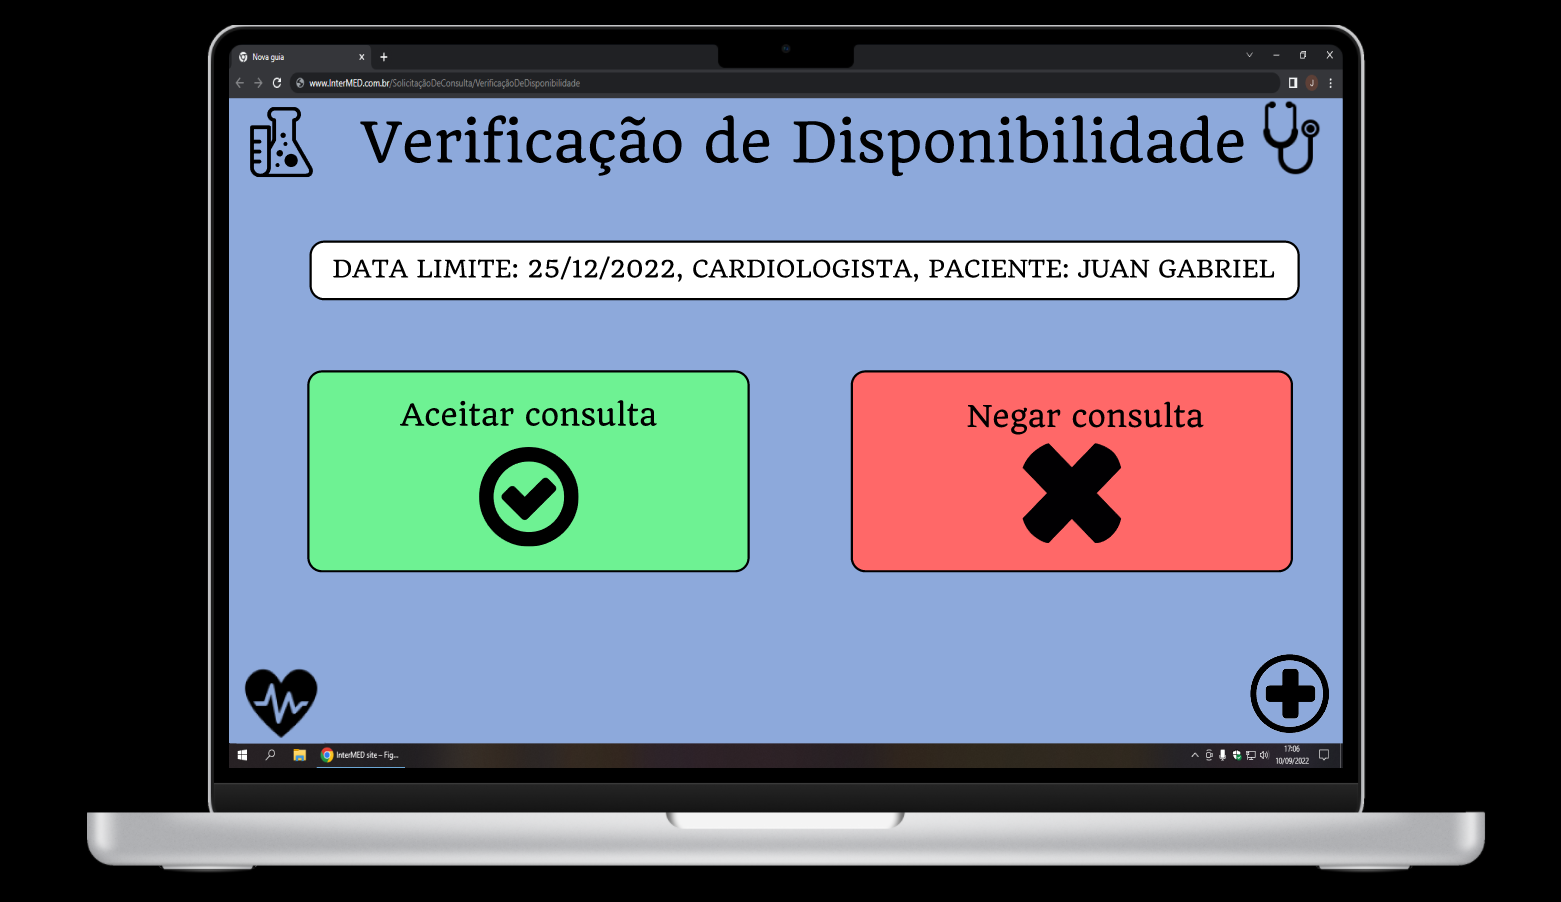 Nova guia
www.InterMED.com.br/SolicitaçãoDeConsulta/VerificaçãoDeDisponibilidade
J
Verificação de Disponibilidade
DATA LIMITE: 25/12/2022, CARDIOLOGISTA, PACIENTE: JUAN GABRIEL
Aceitar consulta
Negar consulta
InterMED site – Fig...
17:06
10/09/2022